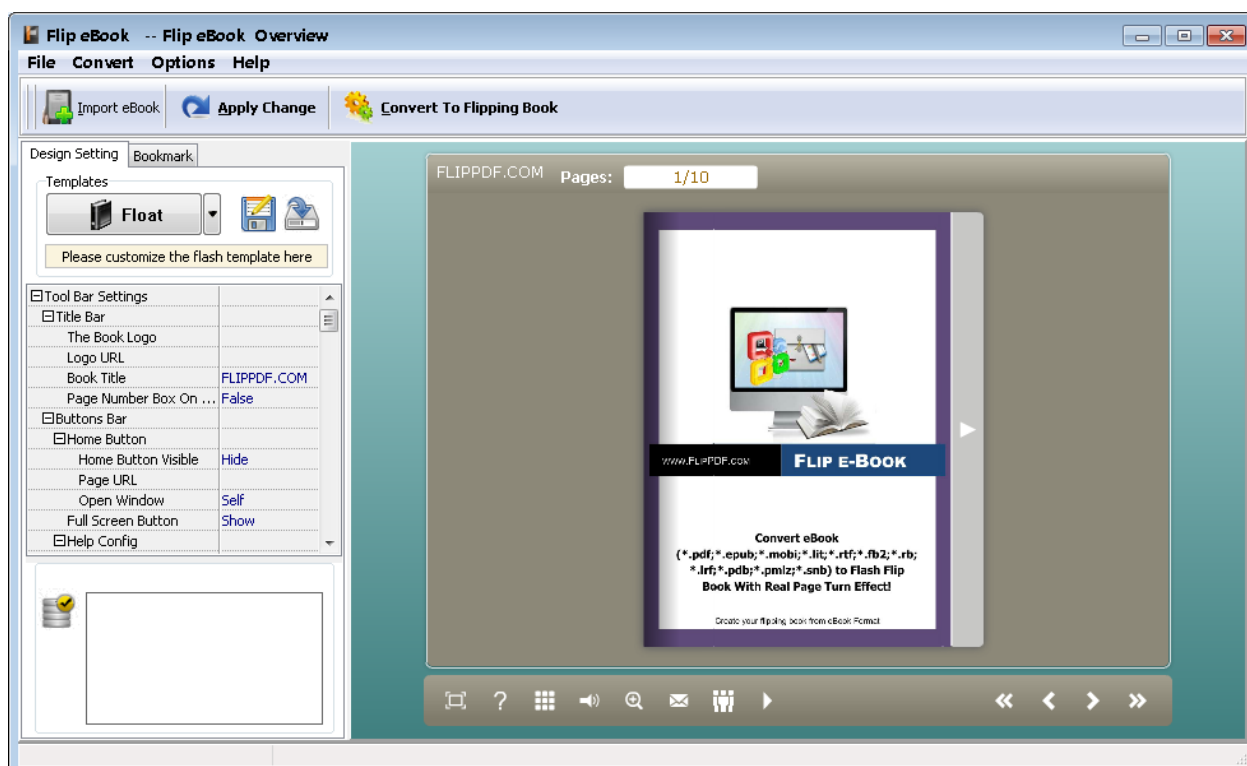 Flip eBook -- Flip eBook Overview
File Convert Options Help
Import eBook Apply Change Convert To Flipping Book
Design Setting Bookmark
Templates
Float
Please customize the flash template here
Tool Bar Settings
Title Bar
The Book Logo
Logo URL
Book Title FLIPPDF.COM
Page Number Box On ... False
Buttons Bar
Home Button
Home Button Visible Hide
Page URL
Open Window Self
Full Screen Button Show
Help Config
FLIPPDF.COM Pages: 1/10
www.FlipPDF.com FLIP E-BOOK
Convert eBook
(*.pdf;*.epub;*.mobi;*.lit;*.rtf;*.fb2;*.rb;
*.lrf;*.pdb;*.pmlz;*.snb) to Flash Flip
Book With Real Page Turn Effect!
Create your flipping book from eBook Format